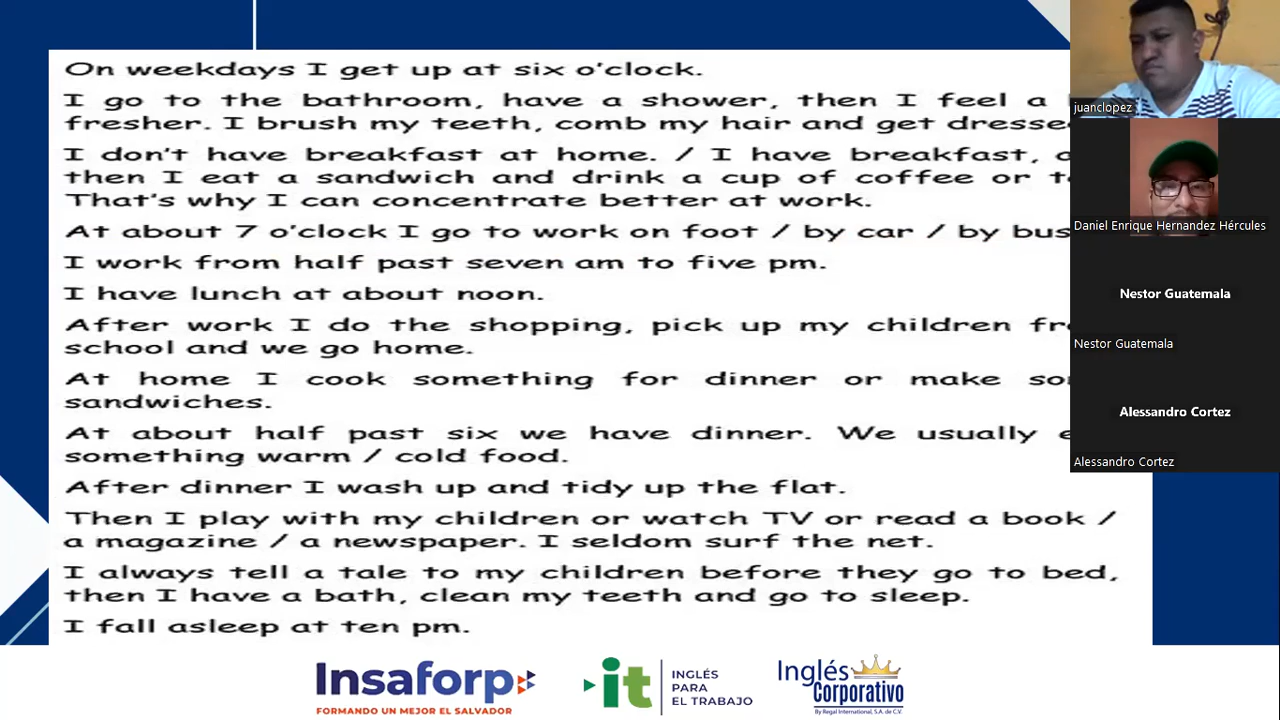 On weekdays I get up at six o'clock.
I go to the bathroom, have a shower, then I feel a
fresher. I brush my teeth, comb my hair and get
I don't have breakfast at home. / I have breakfast,
then I eat a sandwich and drink a cup of coffee or
That's why I can concentrate better at work.
At about 7 o'clock I go to work on foot / by car / by bus
I work from half past seven am to five pm.
I have lunch at about noon.
After work I do the shopping, pick up my children
school and we go home.
At home I cook something for dinner or make
sandwiches.
At about half past six we have dinner. We usually
something warm / cold food.
After dinner I wash up and tidy up the flat.
Then I play with my children or watch TV or read a book /
a magazine / a newspaper. I seldom surf the net.
I always tell a tale to my children before they go to bed,
then I have a bath, clean my teeth and go to sleep.
I fall asleep at ten pm.
juanclopez
Daniel Enrique Hernandez Hércules
Nestor Guatemala
Nestor Guatemala
Alessandro Cortez
Alessandro Cortez
Insaforp
FORMANDO UN MEJOR EL SALVADOR
it
INGLÉS
PARA
EL TRABAJO
Inglés
Corporativo
By Regal International, S.A. de C.V.